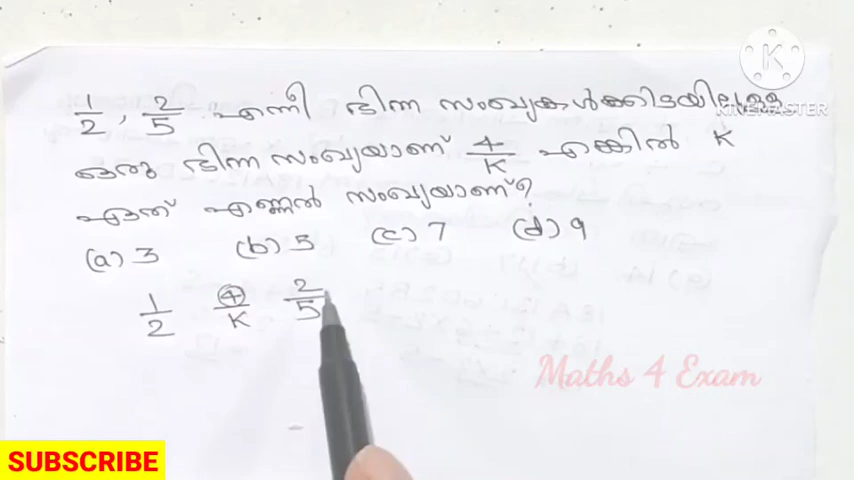 1/2, 2/5 എന്നീ ഭിന്ന സംഖ്യകൾക്കിടയിലുള്ള
ഒരു ഭിന്ന സംഖ്യയാണ് 4/K എങ്കിൽ K
ഏത് എണ്ണൽ സംഖ്യയാണ്?
(a) 3 (b) 5 (c) 7 (d) 9
1/2 4/K 2/5
K
KINEMASTER
Maths 4 Exam
SUBSCRIBE